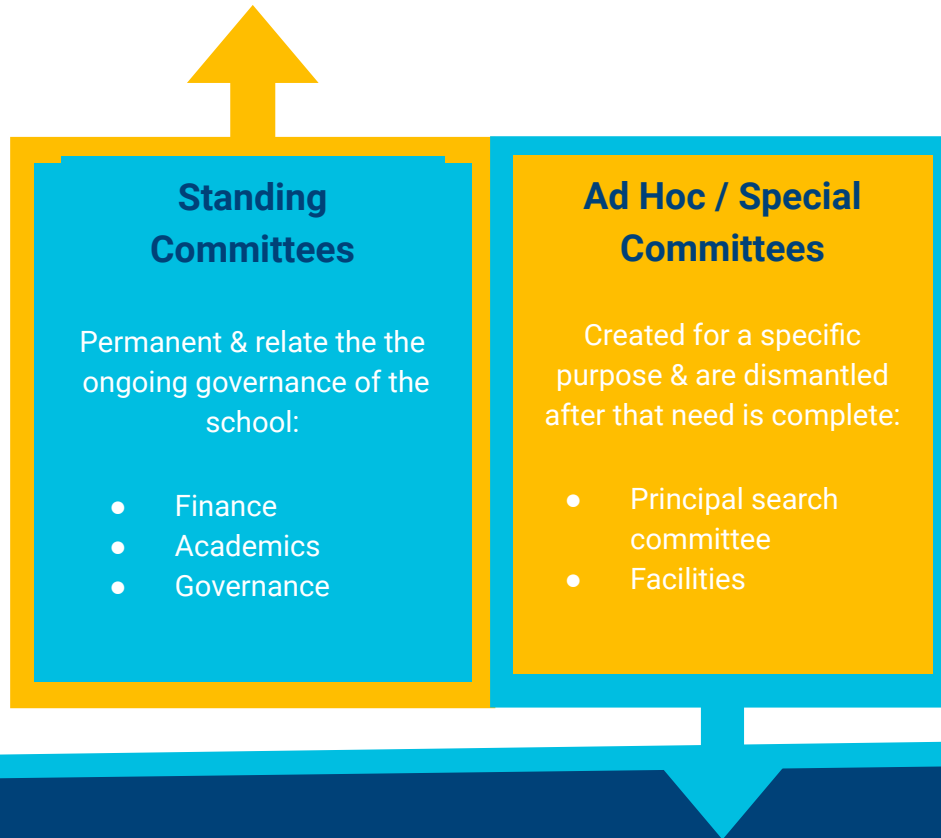 Standing
Committees
Permanent & relate the the
ongoing governance of the
school:
● Finance
● Academics
● Governance
Ad Hoc / Special
Committees
Created for a specific
purpose & are dismantled
after that need is complete:
● Principal search
committee
● Facilities